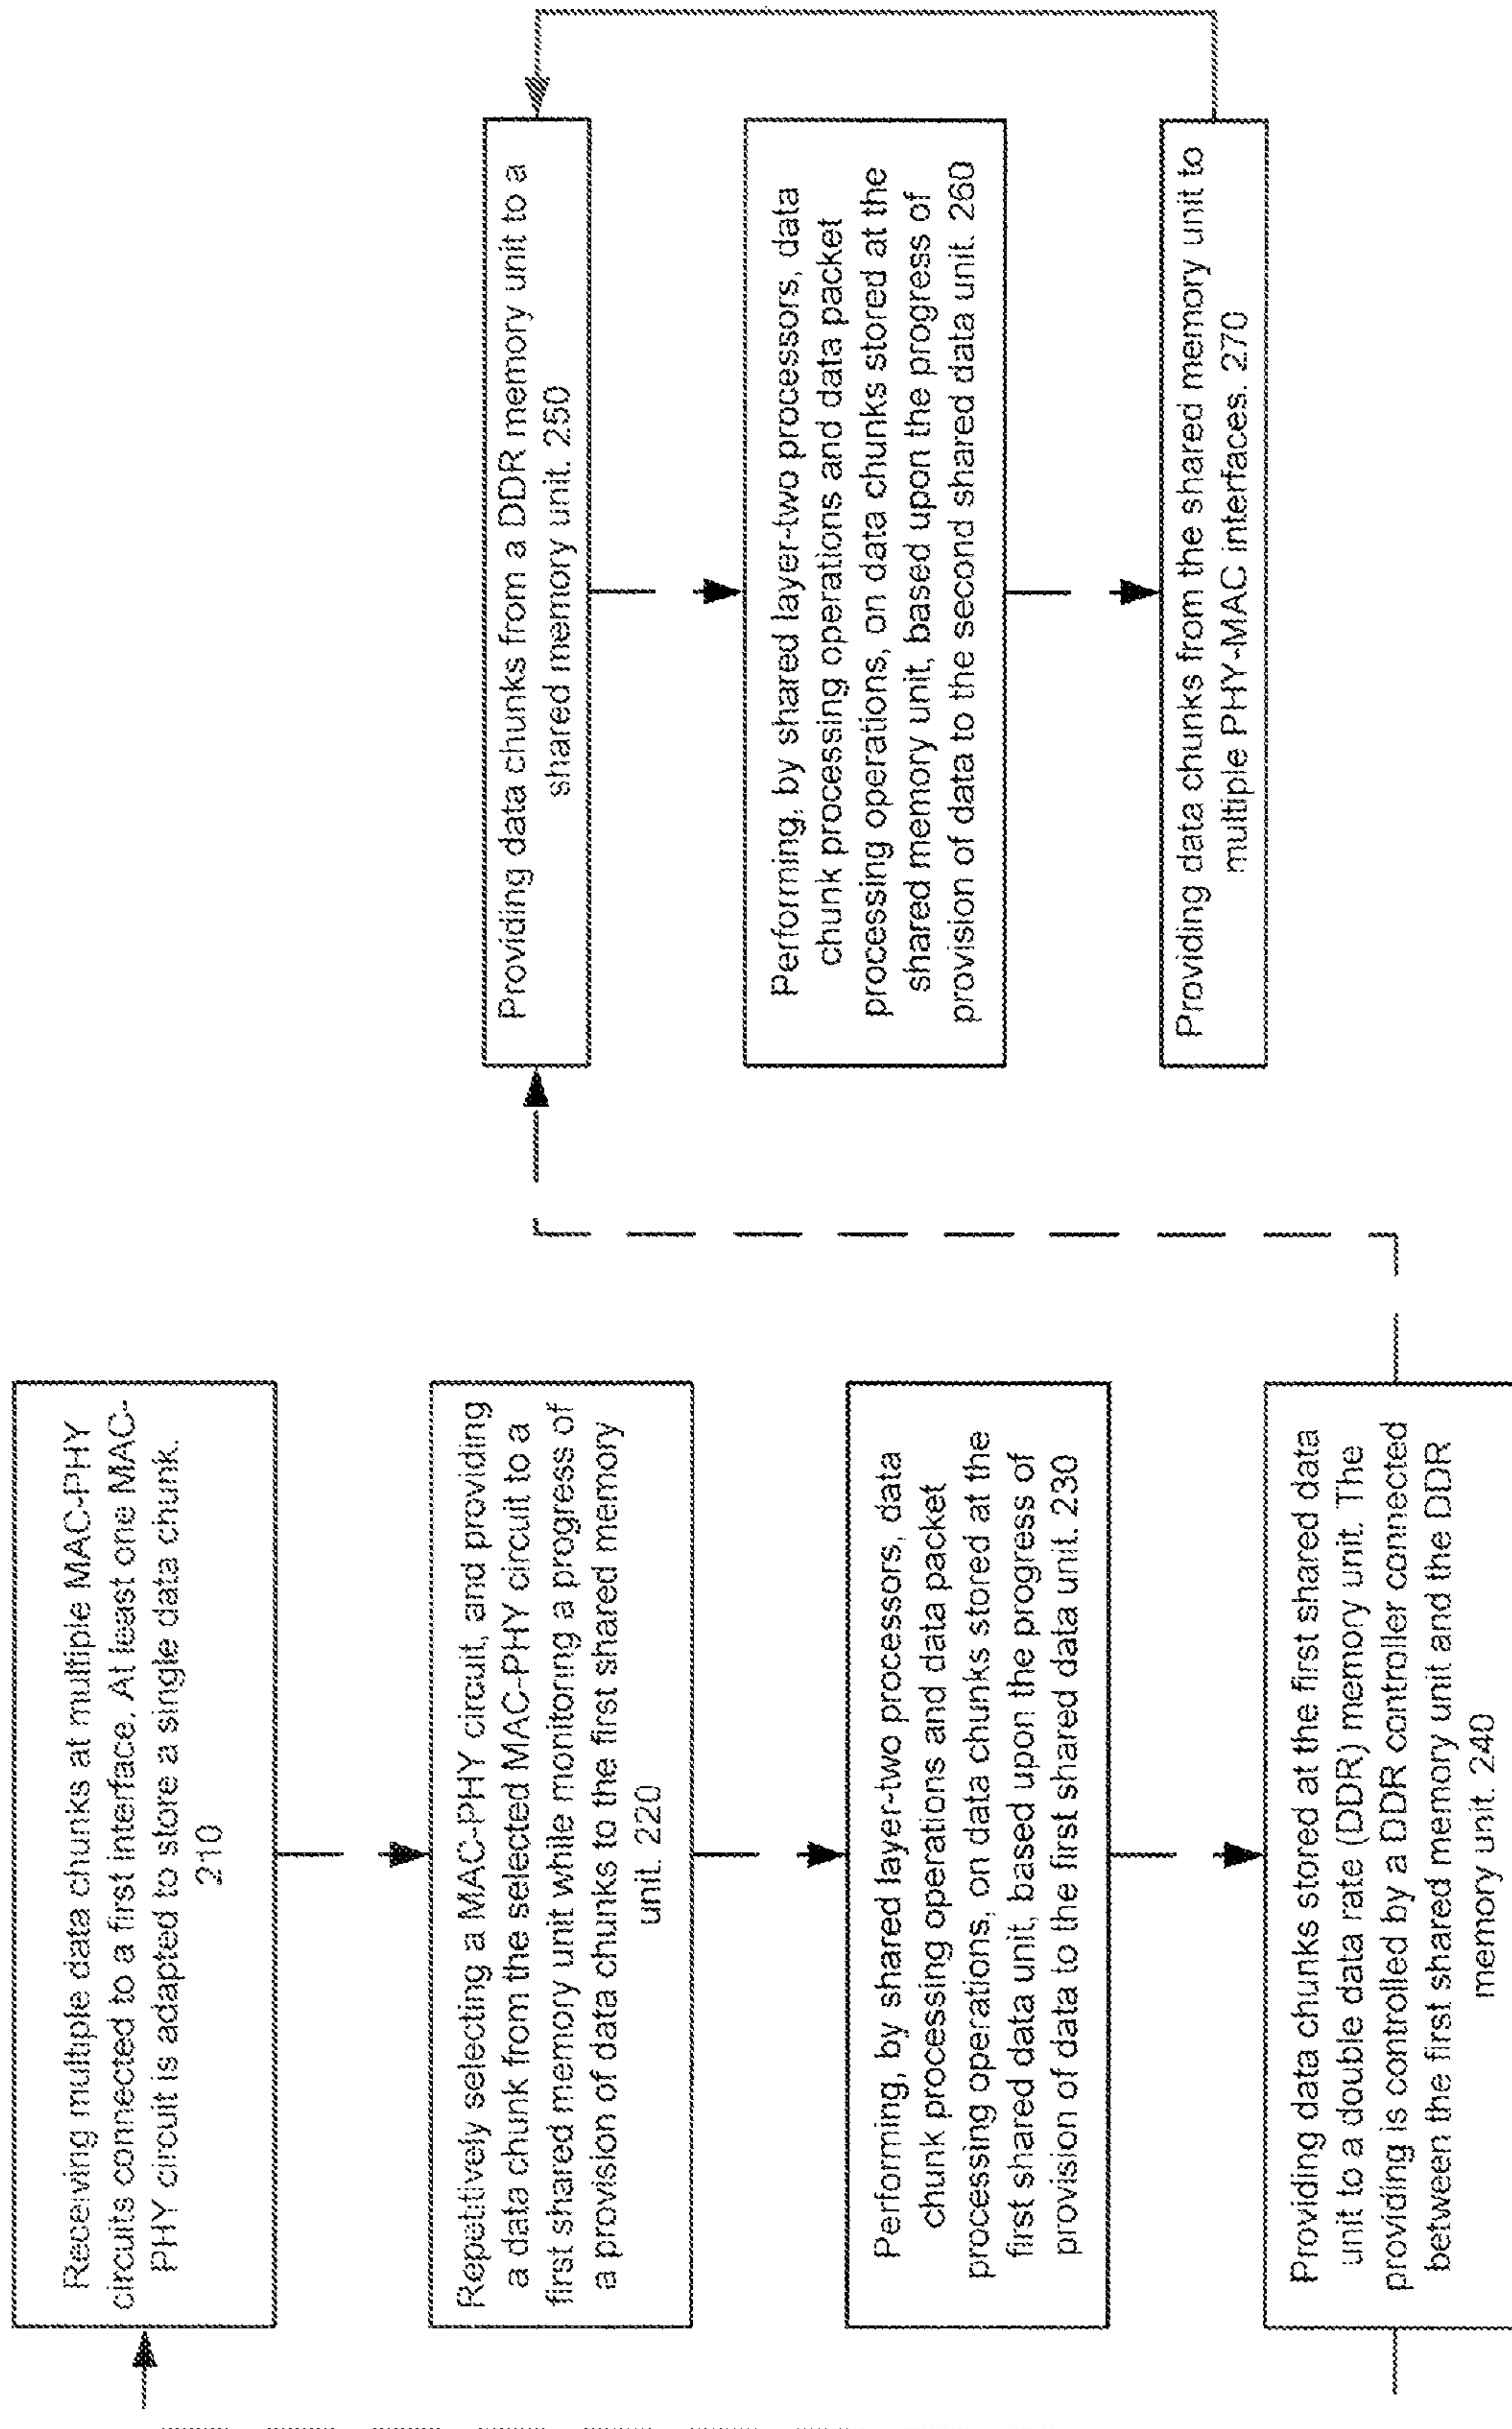 Receiving multiple data chunks at multiple MAC-PHY
circuits connected to a first interface. At least one MAC-
PHY circuit is adapted to store a single data chunk.
210
Repetitively selecting a MAC-PHY circuit, and providing
a data chunk from the selected MAC-PHY circuit to a
first shared memory unit while monitoring a progress of
a provision of data chunks to the first shared memory
unit. 220
Performing, by shared layer-two processors, data
chunk processing operations and data packet
processing operations, on data chunks stored at the
first shared data unit, based upon the progress of
provision of data to the first shared data unit. 230
Providing data chunks stored at the first shared data
unit to a double data rate (DDR) memory unit. The
providing is controlled by a DDR controller connected
between the first shared memory unit and the DDR
memory unit. 240
Providing data chunks from a DDR memory unit to a
shared memory unit. 250
Performing, by shared layer-two processors, data
chunk processing operations and data packet
processing operations, on data chunks stored at the
shared memory unit, based upon the progress of
provision of data to the second shared data unit. 260
Providing data chunks from the shared memory unit to
multiple PHY-MAC interfaces. 270